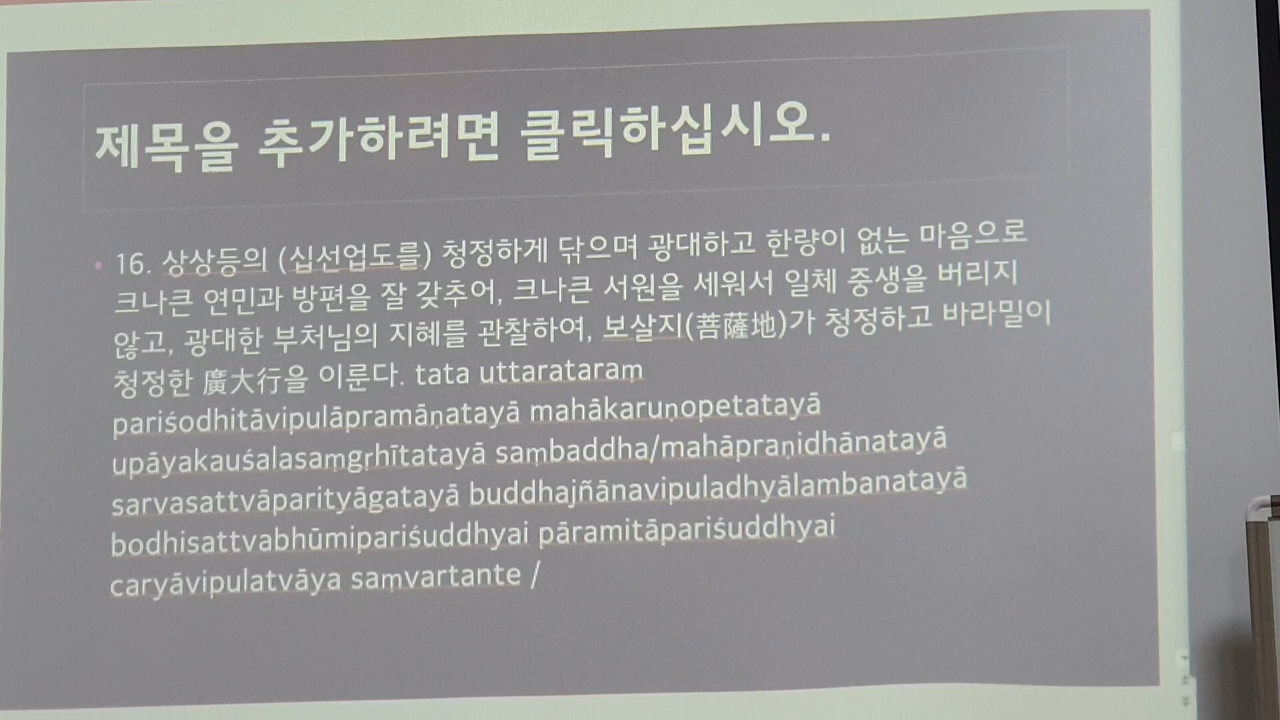 제목을 추가하려면 클릭하십시오.
• 16. 상상등의 (십선업도를) 청정하게 닦으며 광대하고 한량이 없는 마음으로
크나큰 연민과 방편을 잘 갖추어, 크나큰 서원을 세워서 일체 중생을 버리지
않고, 광대한 부처님의 지혜를 관찰하여, 보살지(菩薩地)가 청정하고 바라밀이
청정한 廣大行을 이룬다. tata uttarataraṃ
pariśodhitāvipulāpramāṇatayā mahākaruṇopetatayā
upāyakauśalasaṃgṛhītatayā saṃbaddha/mahāpraṇidhānatayā
sarvasattvāparityāgatayā buddhajñānavipuladhyālambanatayā
bodhisattvabhūmipariśuddhyai pāramitāpariśuddhyai
caryāvipulatvāya saṃvartante /